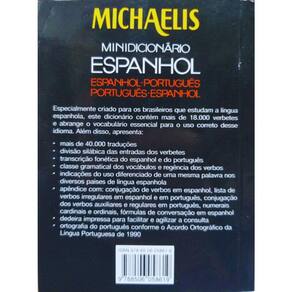 MICHAELIS
MINIDICIONÁRIO
ESPANHOL
ESPANHOL-PORTUGUÊS
PORTUGUÊS-ESPANHOL
Especialmente criado para os brasileiros que estudam a língua
espanhola, este dicionário contém mais de 18.000 verbetes
e abrange o vocabulário essencial para o uso correto desse
idioma. Além disso, apresenta:
• mais de 40.000 traduções
• divisão silábica das entradas dos verbetes
• transcrição fonética do espanhol e do português
• classe gramatical dos vocábulos e regência dos verbos
• indicações do uso diferenciado de uma mesma palavra nos
diversos países de língua espanhola
• apêndice com: conjugação de verbos em espanhol, lista de
verbos irregulares em espanhol e em português, conjugação
dos verbos auxiliares e regulares em português, numerais
cardinais e ordinais, fórmulas de conversação em espanhol
• dedeira impressa para facilitar e agilizar a consulta
• ortografia do português conforme o Acordo Ortográfico da
Língua Portuguesa de 1990
9 788506 058619